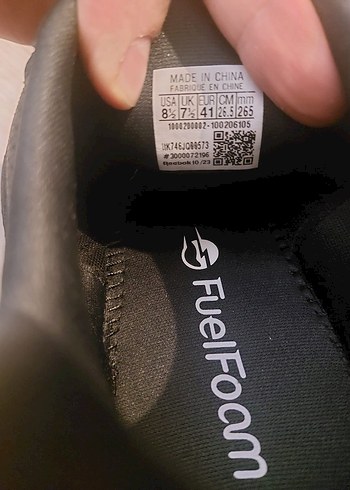 MADE IN CHINA
FABRIQUÉ EN CHINE
USA UK EUR CM mm
8½ 7½ 41 26.5 265
1000200002-100206105
UK746JQ00573
#3000072196
Reebok 10/23
FuelFoam